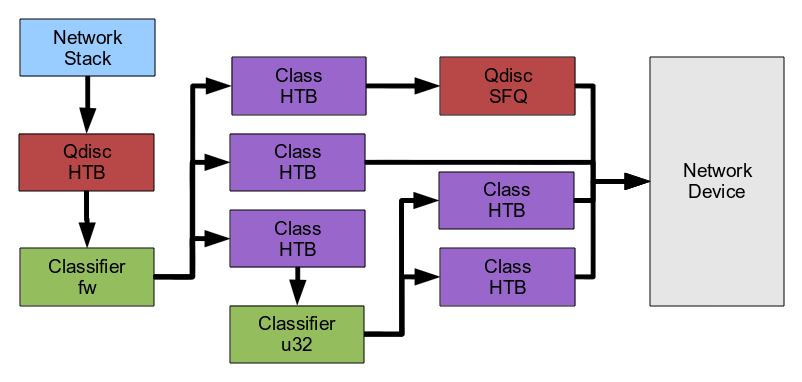 Network
Stack
Qdisc
HTB
Classifier
fw
Class
HTB
Class
HTB
Class
HTB
Classifier
u32
Qdisc
SFQ
Class
HTB
Class
HTB
Network
Device